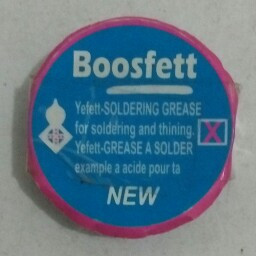 Boosfett
Yefett-SOLDERING GREASE
for soldering and thining.
Yefett-GREASE A SOLDER
example a acide pour ta
NEW